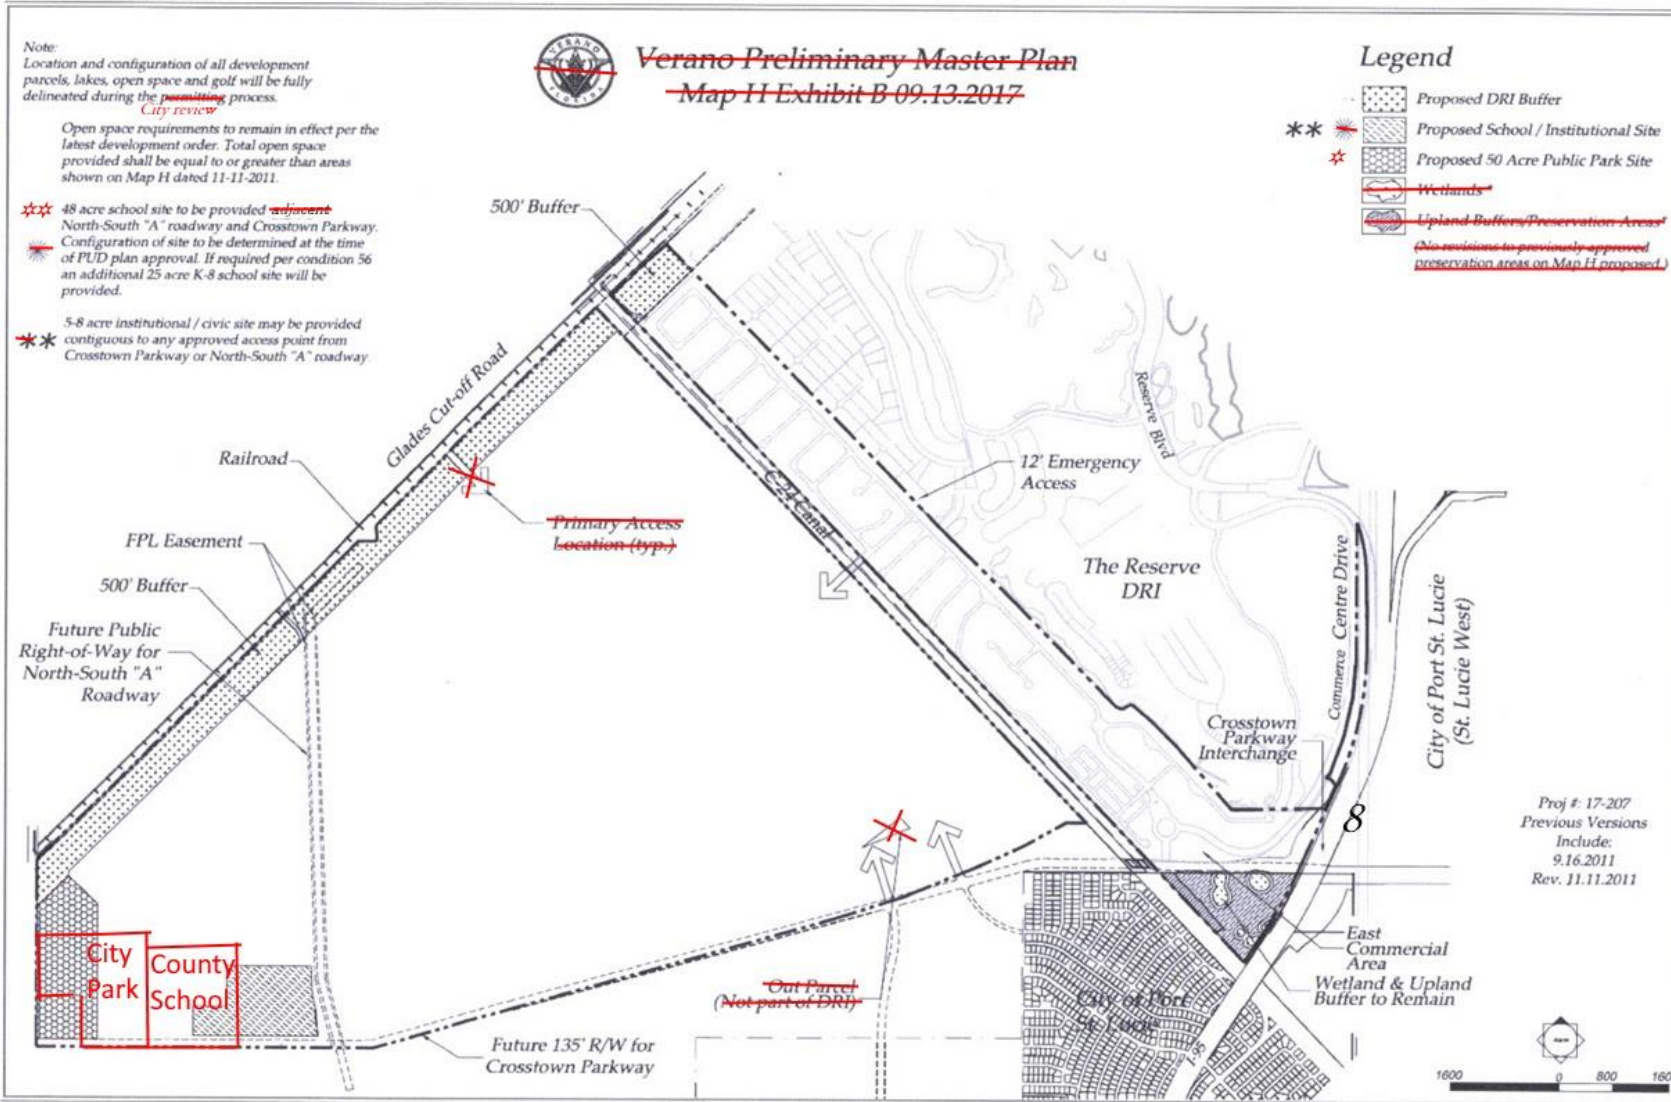 Note:
Location and configuration of all development
parcels, lakes, open space and golf will be fully
delineated during the permitting process.
City review
Open space requirements to remain in effect per the
latest development order. Total open space
provided shall be equal to or greater than areas
shown on Map H dated 11-11-2011.
48 acre school site to be provided adjacent
North-South "A" roadway and Crosstown Parkway.
Configuration of site to be determined at the time
of PUD plan approval. If required per condition 56
an additional 25 acre K-8 school site will be
provided.
** 5-8 acre institutional / civic site may be provided
contiguous to any approved access point from
Crosstown Parkway or North-South "A" roadway.
VERANO
FLORIDA
Verano Preliminary Master Plan
Map H Exhibit B 09.13.2017
Legend
Proposed DRI Buffer
** Proposed School / Institutional Site
Proposed 50 Acre Public Park Site
Wetlands *
Upland Buffers/Preservation Areas*
(No revisions to previously approved
preservation areas on Map H proposed.)
500' Buffer
Glades Cut-off Road
Railroad
FPL Easement
500' Buffer
Future Public
Right-of-Way for
North-South "A"
Roadway
Primary Access
Location (typ.)
C-24 Canal
12' Emergency
Access
Reserve Blvd
The Reserve
DRI
Commerce Centre Drive
City of Port St. Lucie
(St. Lucie West)
Crosstown
Parkway
Interchange
8
Proj #: 17-207
Previous Versions
Include:
9.16.2011
Rev. 11.11.2011
City
Park
County
School
Out Parcel
(Not part of DRI)
Future 135' R/W for
Crosstown Parkway
City of Port
St. Lucie
I-95
East
Commercial
Area
Wetland & Upland
Buffer to Remain
1600 0 800 160